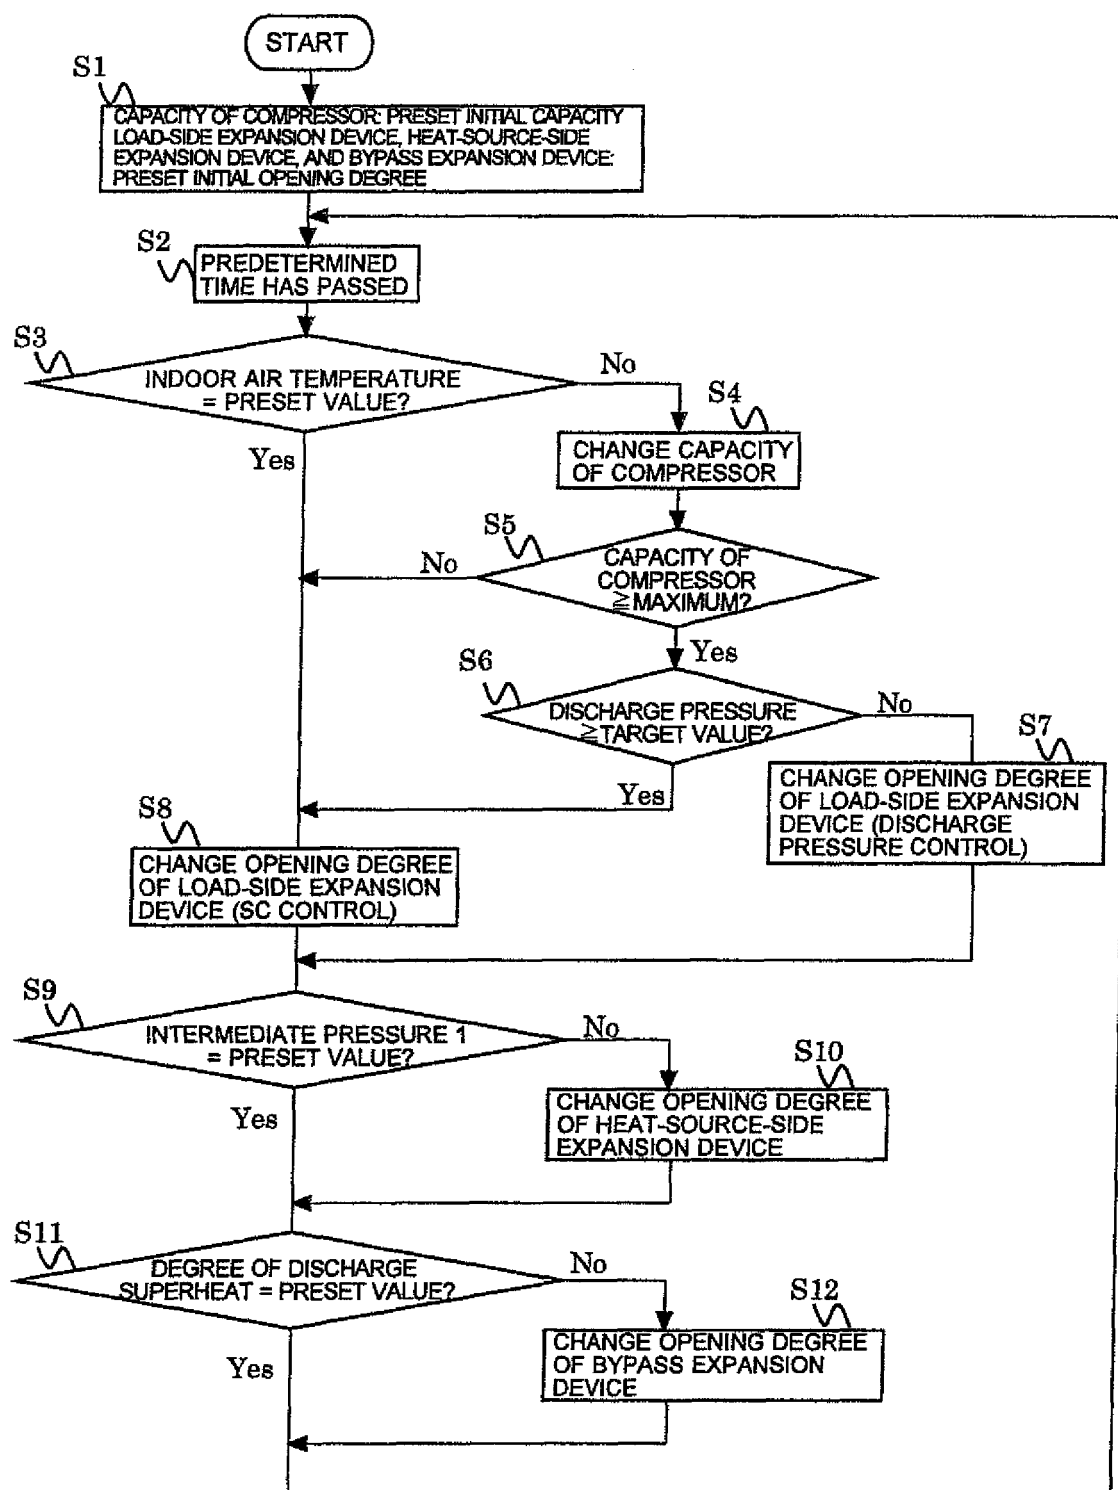 START
S1
CAPACITY OF COMPRESSOR: PRESET INITIAL CAPACITY
LOAD-SIDE EXPANSION DEVICE, HEAT-SOURCE-SIDE
EXPANSION DEVICE, AND BYPASS EXPANSION DEVICE:
PRESET INITIAL OPENING DEGREE
S2
PREDETERMINED
TIME HAS PASSED
S3
INDOOR AIR TEMPERATURE
= PRESET VALUE?
No
Yes
S4
CHANGE CAPACITY
OF COMPRESSOR
S5
CAPACITY OF
COMPRESSOR
≧MAXIMUM?
No
Yes
S6
DISCHARGE PRESSURE
≧TARGET VALUE?
No
Yes
S7
CHANGE OPENING DEGREE
OF LOAD-SIDE EXPANSION
DEVICE (DISCHARGE
PRESSURE CONTROL)
S8
CHANGE OPENING DEGREE
OF LOAD-SIDE EXPANSION
DEVICE (SC CONTROL)
S9
INTERMEDIATE PRESSURE 1
= PRESET VALUE?
No
Yes
S10
CHANGE OPENING DEGREE
OF HEAT-SOURCE-SIDE
EXPANSION DEVICE
S11
DEGREE OF DISCHARGE
SUPERHEAT = PRESET VALUE?
No
Yes
S12
CHANGE OPENING DEGREE
OF BYPASS EXPANSION
DEVICE